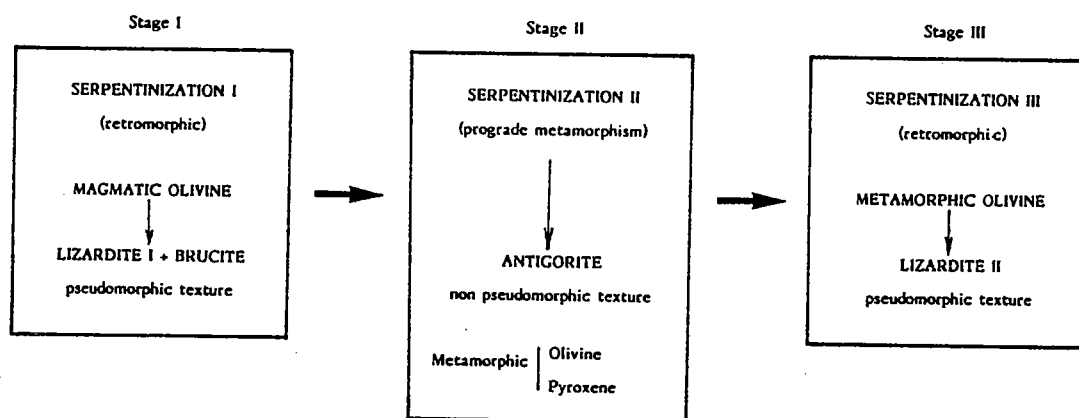 Stage I
SERPENTINIZATION I
(retromorphic)
MAGMATIC OLIVINE
LIZARDITE I + BRUCITE
pseudomorphic texture
Stage II
SERPENTINIZATION II
(prograde metamorphism)
ANTIGORITE
non pseudomorphic texture
Metamorphic
Olivine
Pyroxene
Stage III
SERPENTINIZATION III
(retromorphic)
METAMORPHIC OLIVINE
LIZARDITE II
pseudomorphic texture